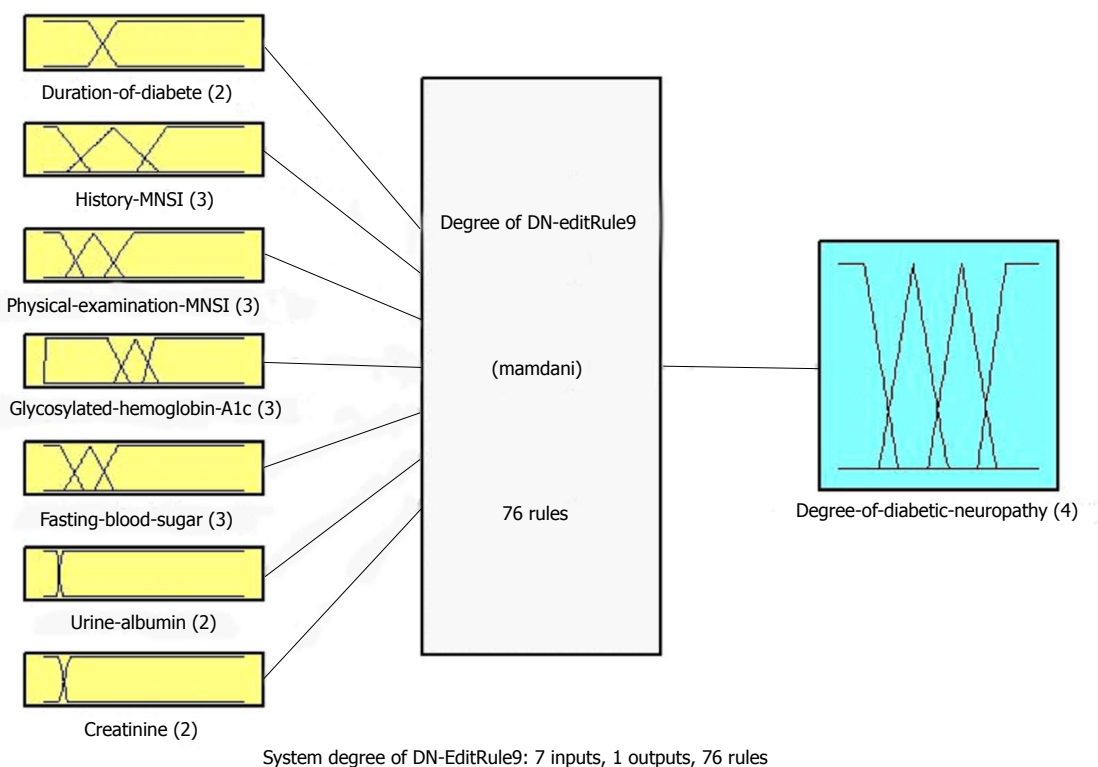 Duration-of-diabete (2)
History-MNSI (3)
Physical-examination-MNSI (3)
Glycosylated-hemoglobin-A1c (3)
Fasting-blood-sugar (3)
Urine-albumin (2)
Creatinine (2)
Degree of DN-editRule9
(mamdani)
76 rules
Degree-of-diabetic-neuropathy (4)
System degree of DN-EditRule9: 7 inputs, 1 outputs, 76 rules